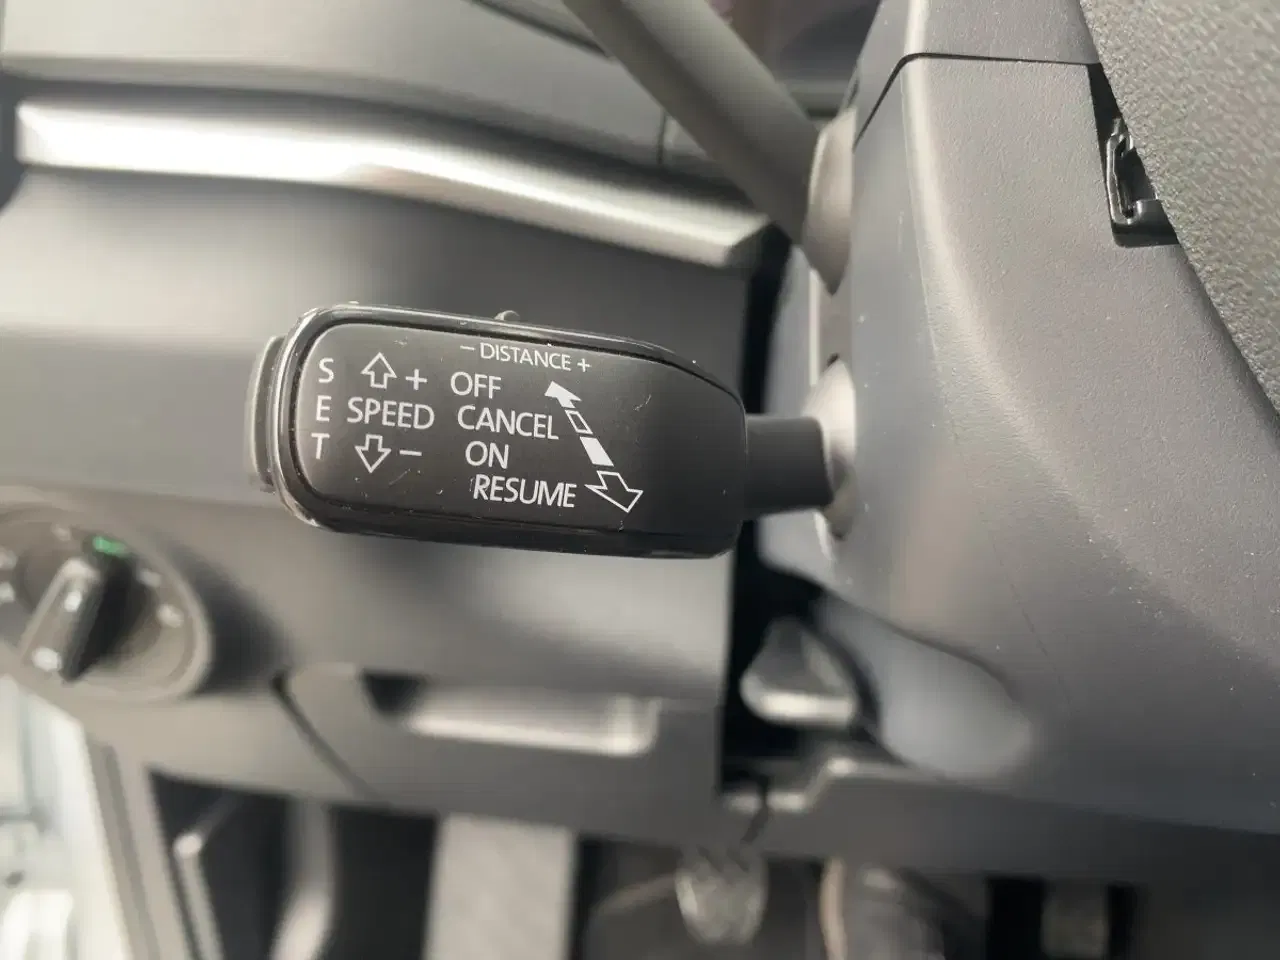 – DISTANCE +
S + OFF
E SPEED CANCEL
T – ON
RESUME